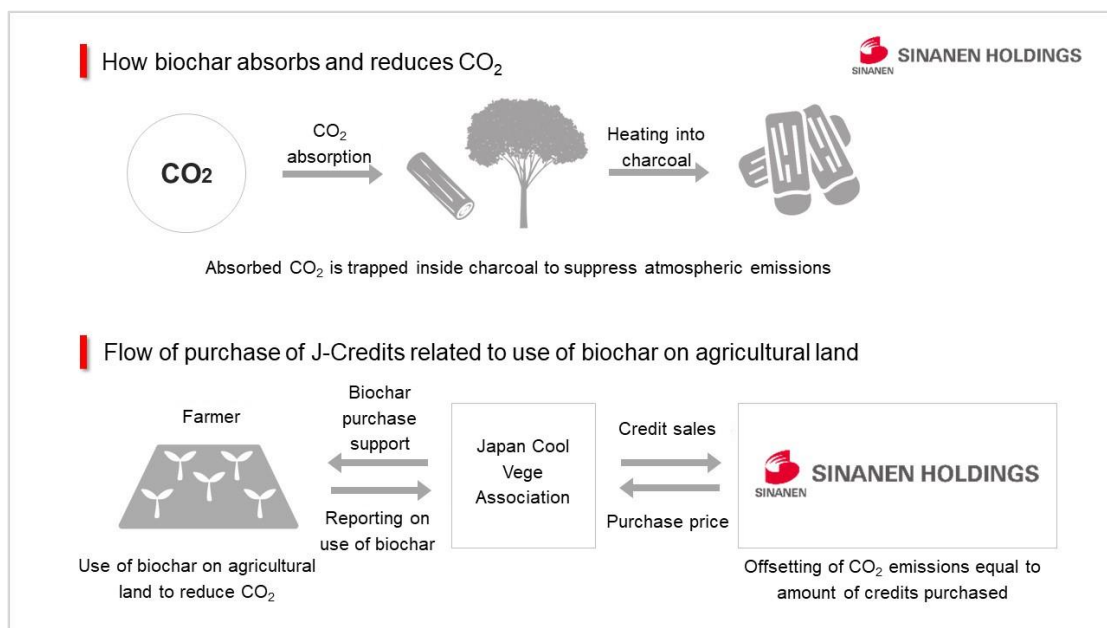 How biochar absorbs and reduces CO₂
SINANEN
SINANEN HOLDINGS
CO2
CO₂
absorption
Heating into
charcoal
Absorbed CO₂ is trapped inside charcoal to suppress atmospheric emissions
Flow of purchase of J-Credits related to use of biochar on agricultural land
Farmer
Biochar
purchase
support
Reporting on
use of biochar
Use of biochar on agricultural
land to reduce CO₂
Japan Cool
Vege
Association
Credit sales
Purchase price
SINANEN
SINANEN HOLDINGS
Offsetting of CO₂ emissions equal to
amount of credits purchased